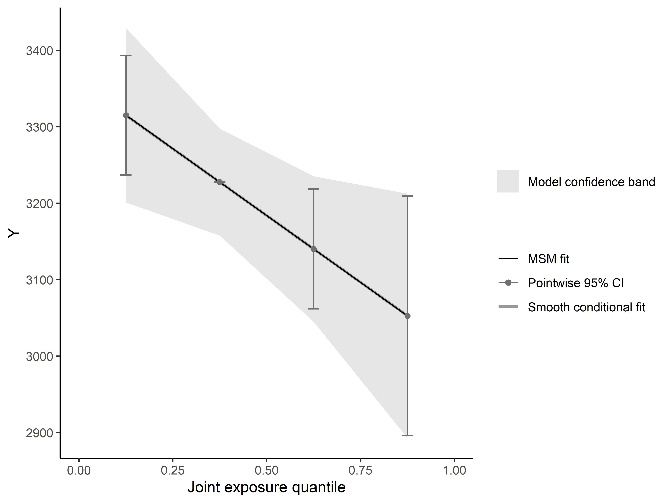 3400
3300
3200
3100
3000
2900
Y
0.00 0.25 0.50 0.75 1.00
Joint exposure quantile
Model confidence band
MSM fit
Pointwise 95% CI
Smooth conditional fit